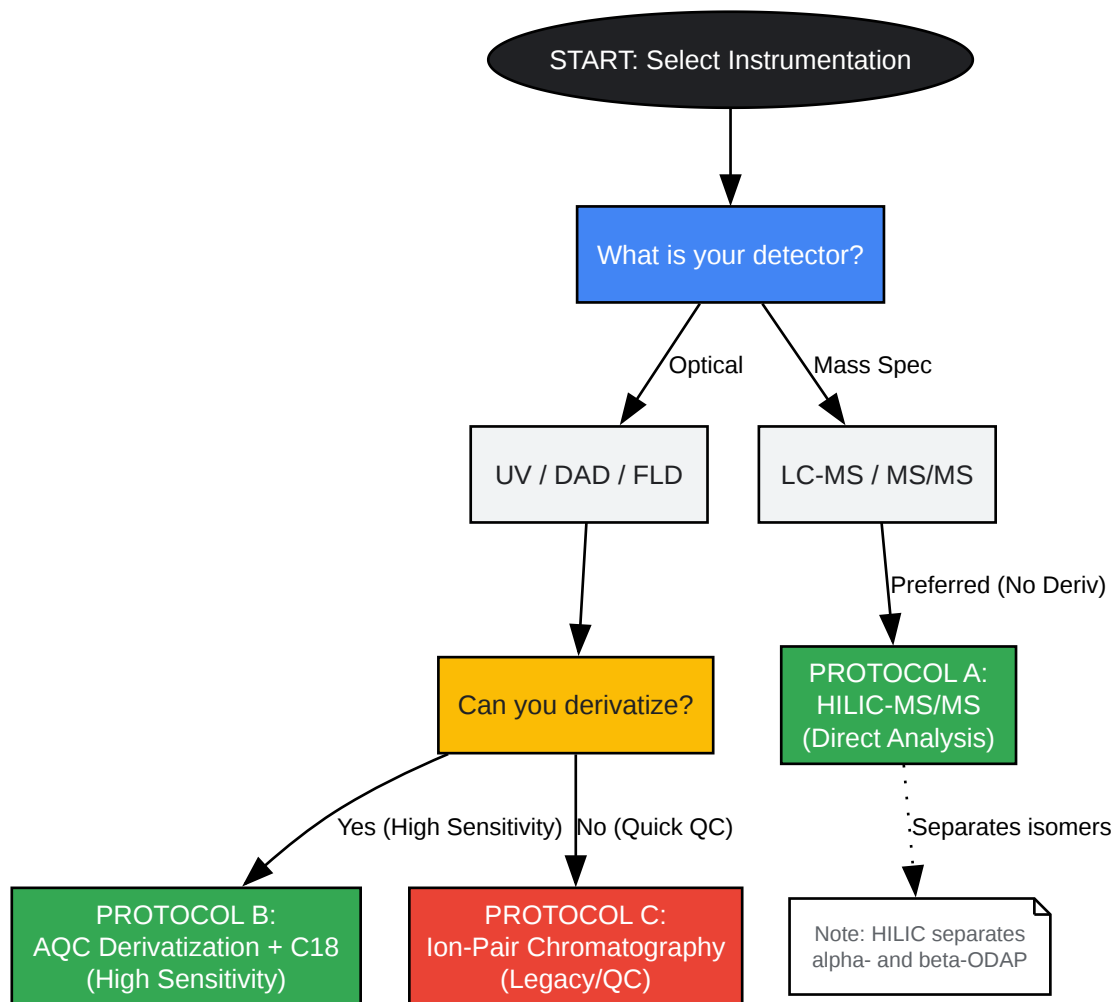 START: Select Instrumentation
What is your detector?
Optical
Mass Spec
UV / DAD / FLD
LC-MS / MS/MS
Preferred (No Deriv)
Can you derivatize?
PROTOCOL A:
HILIC-MS/MS
(Direct Analysis)
Yes (High Sensitivity)
No (Quick QC)
Separates isomers
PROTOCOL B:
AQC Derivatization + C18
(High Sensitivity)
PROTOCOL C:
Ion-Pair Chromatography
(Legacy/QC)
Note: HILIC separates
alpha- and beta-ODAP